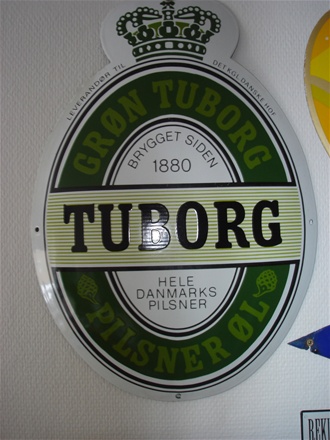 LEVERANDØR TIL DET KGL. DANSKE HOF
GRØN TUBORG
BRYGGET SIDEN
1880
TUBORG
HELE
DANMARKS
PILSNER
PILSNER ØL